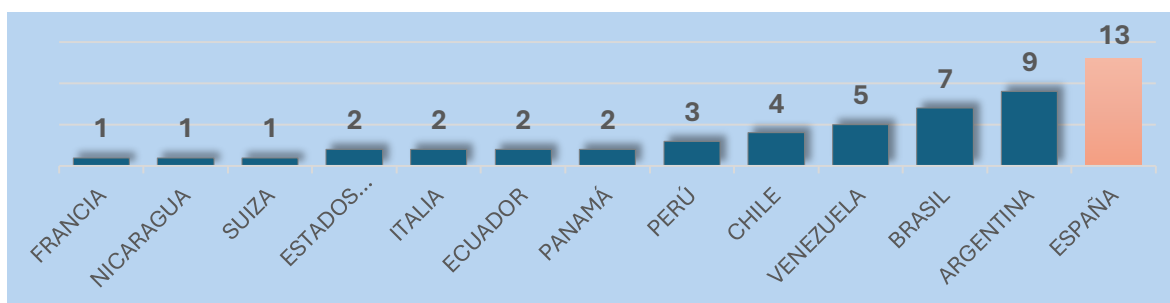 1
1
1
2
2
2
2
3
4
5
7
9
13
FRANCIA
NICARAGUA
SUIZA
ESTADOS...
ITALIA
ECUADOR
PANAMÁ
PERÚ
CHILE
VENEZUELA
BRASIL
ARGENTINA
ESPAÑA